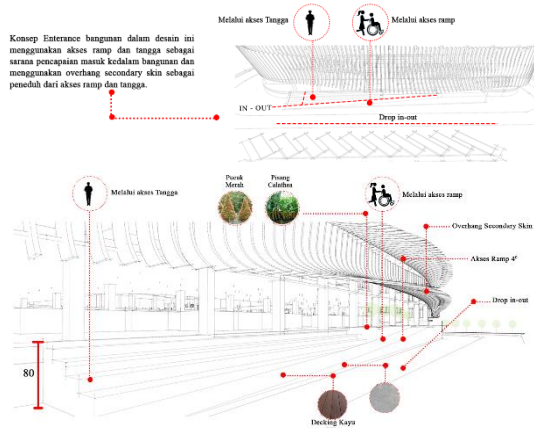 Konsep Enterance bangunan dalam desain ini
menggunakan akses ramp dan tangga sebagai
sarana pencapaian masuk kedalam bangunan dan
menggunakan overhang secondary skin sebagai
peneduh dari akses ramp dan tangga.
Melalui akses Tangga
Melalui akses ramp
IN - OUT
Drop in-out
Melalui akses Tangga
Pucuk
Merah
Pisang
Calathea
Melalui akses ramp
Overhang Secondary Skin
Akses Ramp 4°
Drop in-out
80
Decking Kayu